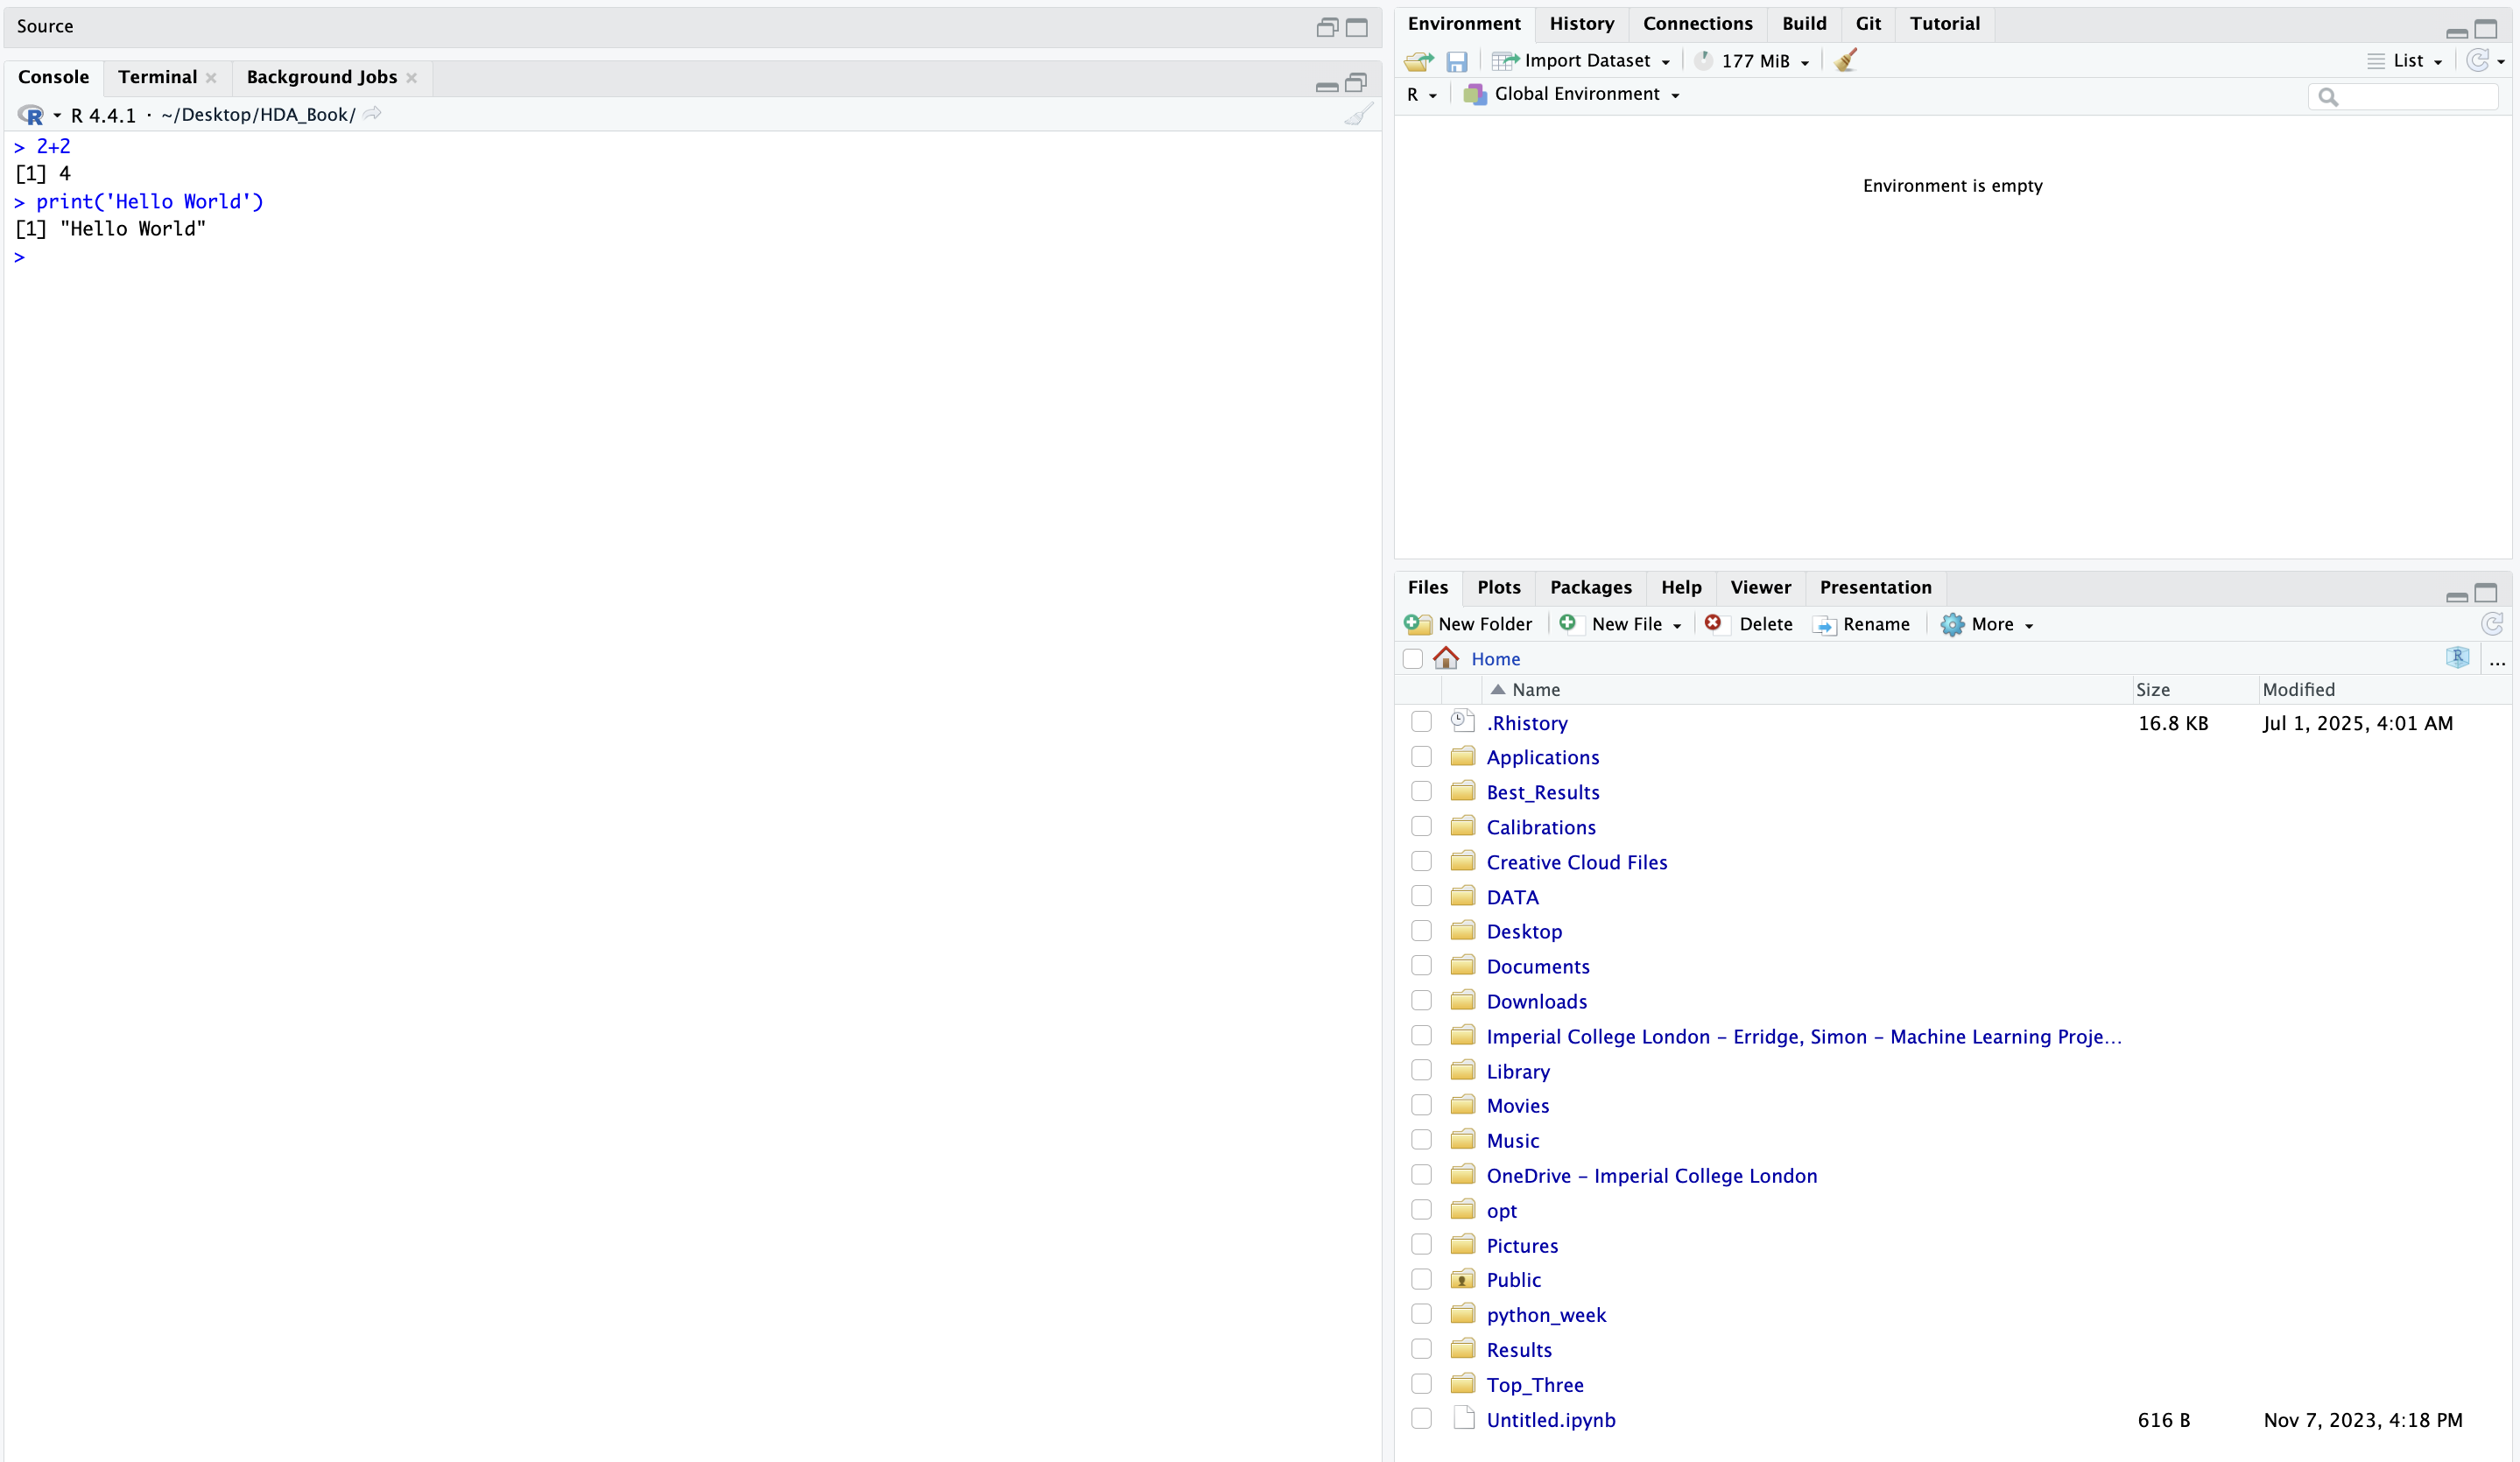 Source
Console Terminal Background Jobs
R R 4.4.1 · ~/Desktop/HDA_Book/
> 2+2
[1] 4
> print('Hello World')
[1] "Hello World"
>
Environment History Connections Build Git Tutorial
Import Dataset 177 MiB List
R Global Environment
Environment is empty
Files Plots Packages Help Viewer Presentation
New Folder New File Delete Rename More
Home R ...
Name Size Modified
.Rhistory 16.8 KB Jul 1, 2025, 4:01 AM
Applications
Best_Results
Calibrations
Creative Cloud Files
DATA
Desktop
Documents
Downloads
Imperial College London – Erridge, Simon – Machine Learning Proje...
Library
Movies
Music
OneDrive – Imperial College London
opt
Pictures
Public
python_week
Results
Top_Three
Untitled.ipynb 616 B Nov 7, 2023, 4:18 PM